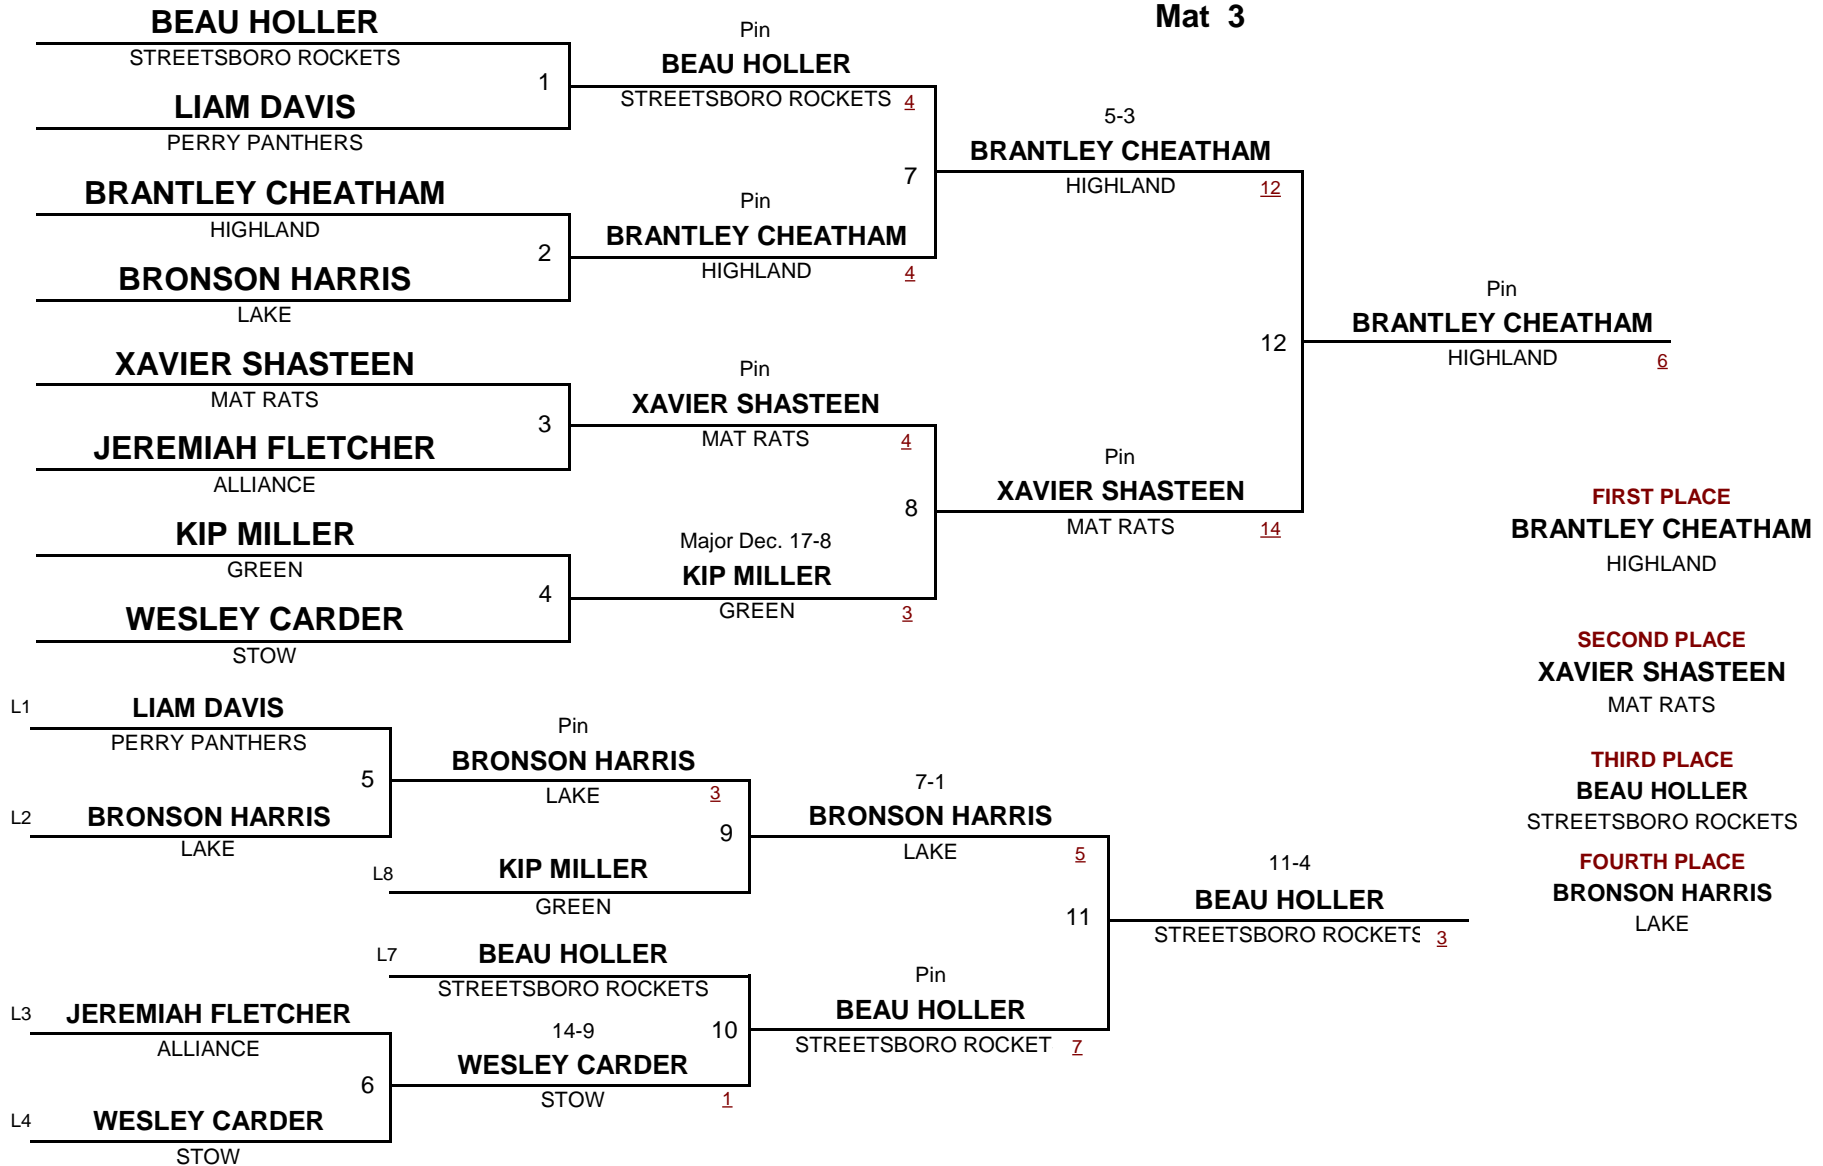 Mat 3
BEAU HOLLER
STREETSBORO ROCKETS
1
LIAM DAVIS
PERRY PANTHERS
BRANTLEY CHEATHAM
HIGHLAND
2
BRONSON HARRIS
LAKE
XAVIER SHASTEEN
MAT RATS
3
JEREMIAH FLETCHER
ALLIANCE
KIP MILLER
GREEN
4
WESLEY CARDER
STOW
Pin
BEAU HOLLER
STREETSBORO ROCKETS 4
7
Pin
BRANTLEY CHEATHAM
HIGHLAND 4
Pin
XAVIER SHASTEEN
MAT RATS 4
8
Major Dec. 17-8
KIP MILLER
GREEN 3
5-3
BRANTLEY CHEATHAM
HIGHLAND 12
12
Pin
XAVIER SHASTEEN
MAT RATS 14
Pin
BRANTLEY CHEATHAM
HIGHLAND 6
L1 LIAM DAVIS
PERRY PANTHERS
5
L2 BRONSON HARRIS
LAKE
Pin
BRONSON HARRIS
LAKE 3
9
L8 KIP MILLER
GREEN
L7 BEAU HOLLER
STREETSBORO ROCKETS
10
L3 JEREMIAH FLETCHER
ALLIANCE
6
L4 WESLEY CARDER
STOW
14-9
WESLEY CARDER
STOW 1
7-1
BRONSON HARRIS
LAKE 5
11
Pin
BEAU HOLLER
STREETSBORO ROCKET 7
11-4
BEAU HOLLER
STREETSBORO ROCKETS 3
FIRST PLACE
BRANTLEY CHEATHAM
HIGHLAND
SECOND PLACE
XAVIER SHASTEEN
MAT RATS
THIRD PLACE
BEAU HOLLER
STREETSBORO ROCKETS
FOURTH PLACE
BRONSON HARRIS
LAKE